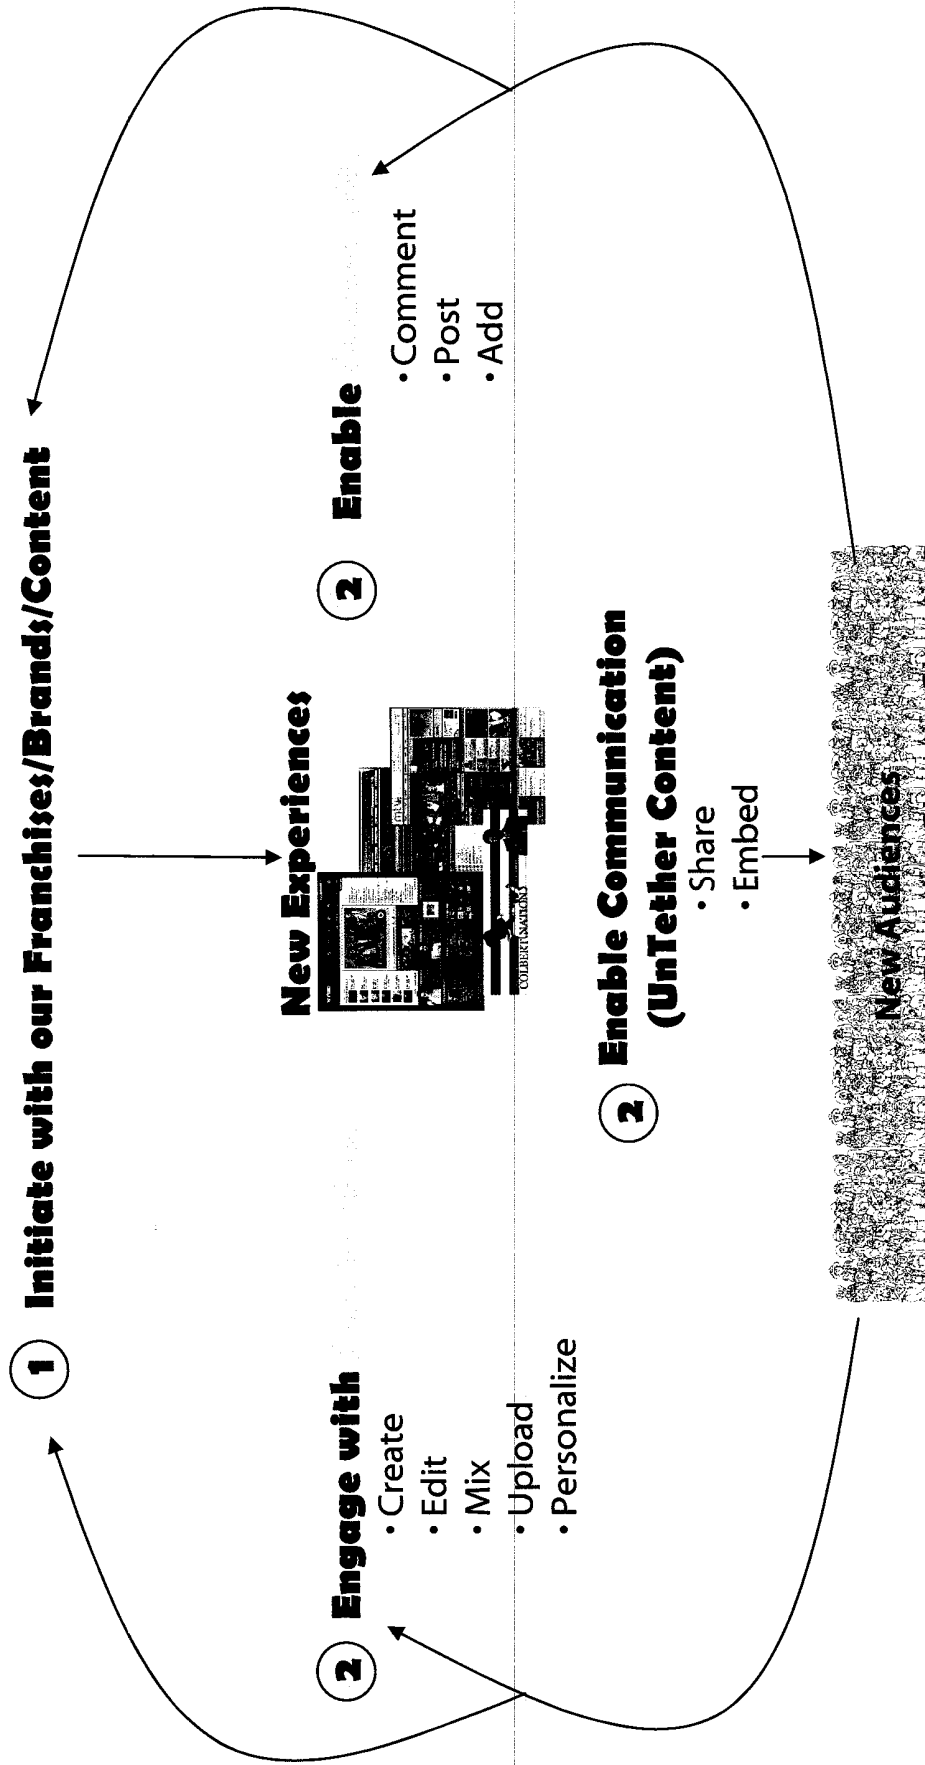 1 Initiate with our Franchises/Brands/Content
New Experiences
2 Engage with
• Create
• Edit
• Mix
• Upload
• Personalize
COLBERT NATIONS
2 Enable
• Comment
• Post
• Add
2 Enable Communication
(UnTether Content)
• Share
• Embed
New Audiences